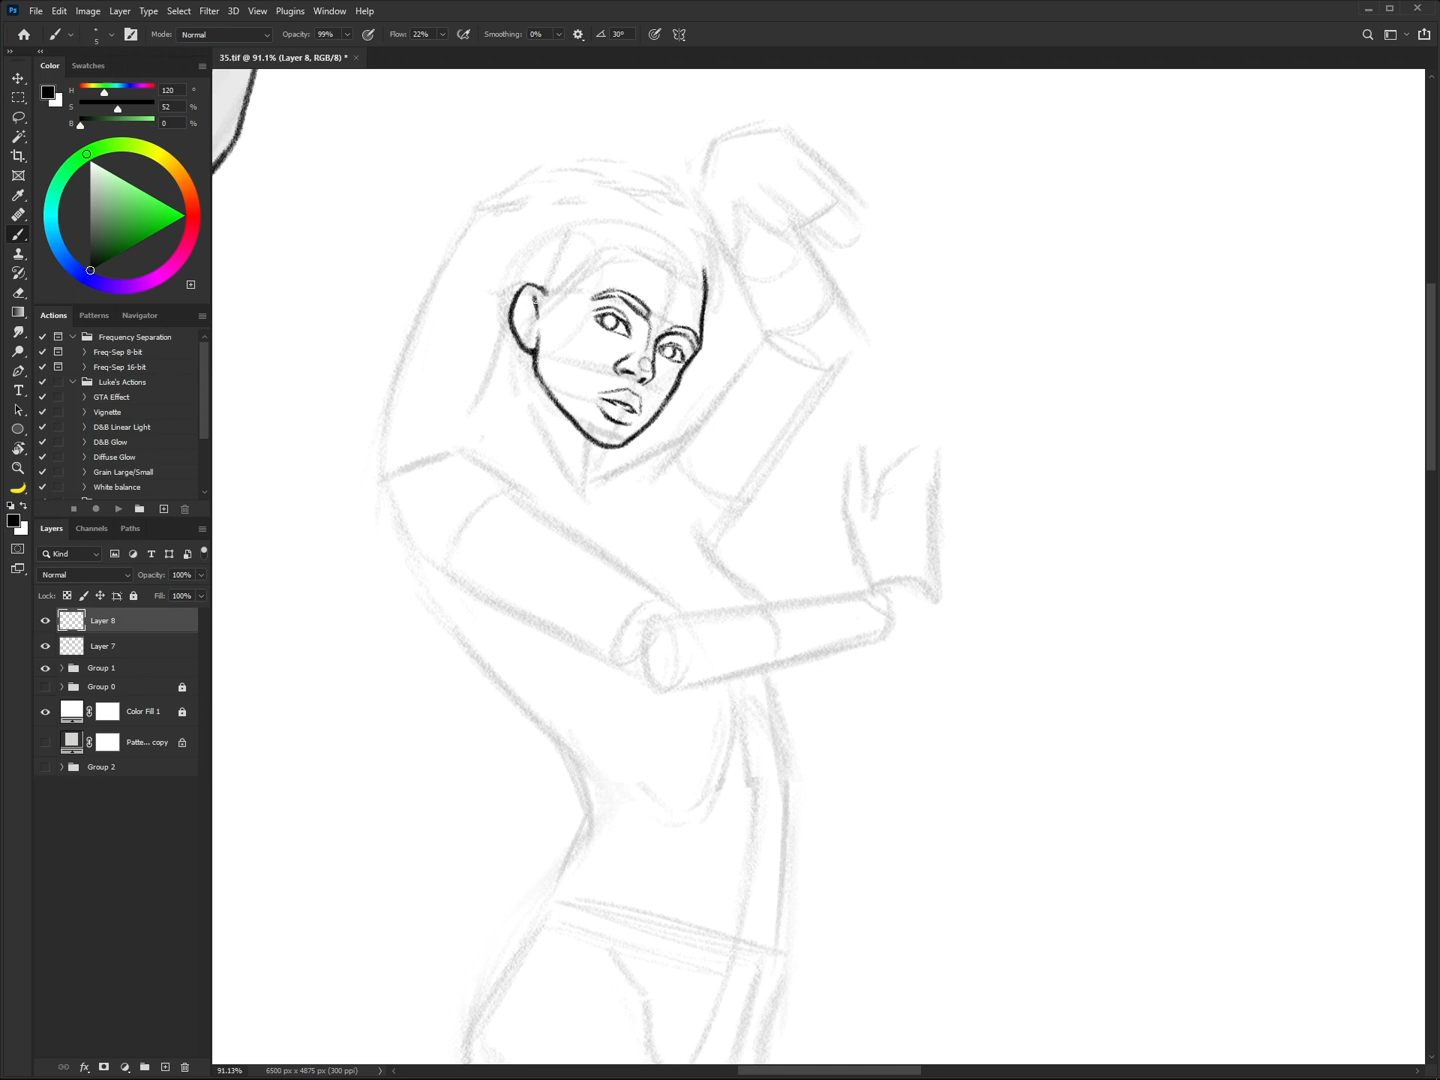 Ps File Edit Image Layer Type Select Filter 3D View Plugins Window Help
5 Mode: Normal Opacity: 99% Flow: 22% Smoothing: 0% 30°
35.tif @ 91.1% (Layer 8, RGB/8) * ×
Color Swatches
H 120 °
S 52 %
B 0 %
Actions Patterns Navigator
Frequency Separation
Freq-Sep 8-bit
Freq-Sep 16-bit
Luke's Actions
GTA Effect
Vignette
D&B Linear Light
D&B Glow
Diffuse Glow
Grain Large/Small
White balance
Layers Channels Paths
Kind
Normal Opacity: 100%
Lock: Fill: 100%
Layer 8
Layer 7
Group 1
Group 0
Color Fill 1
Patte... copy
Group 2
fx
91.13% 6500 px x 4875 px (300 ppi)